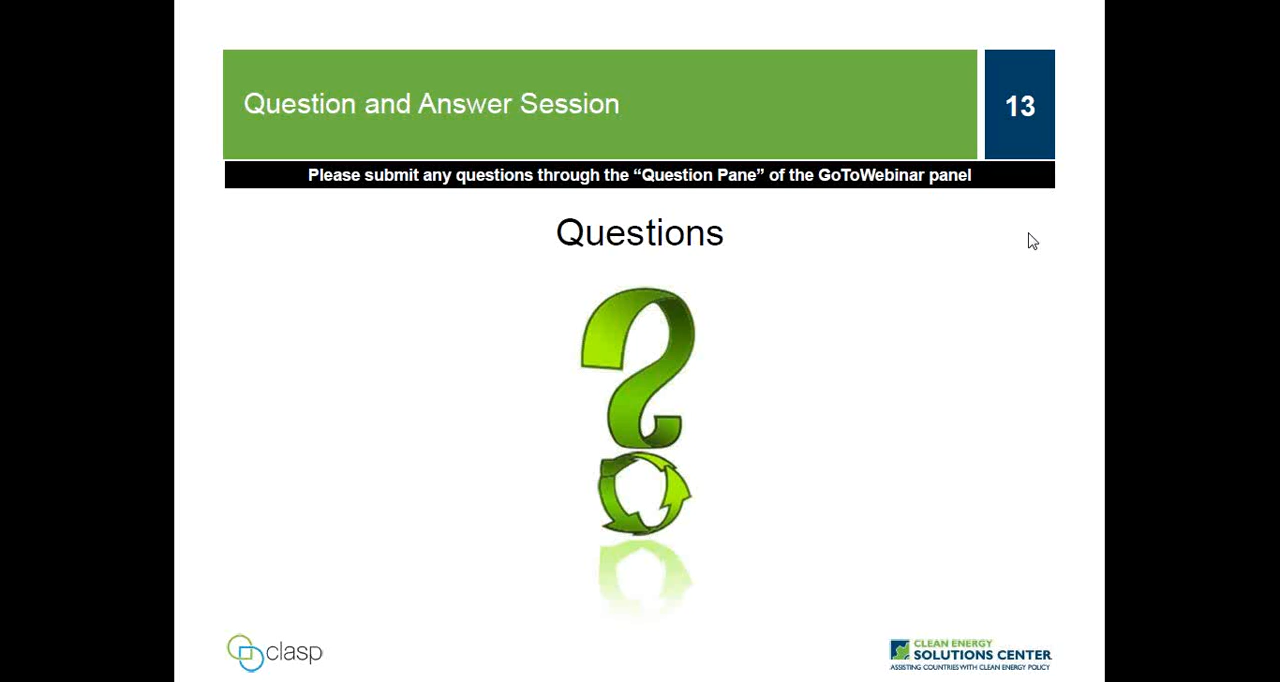 Question and Answer Session
13
Please submit any questions through the “Question Pane” of the GoToWebinar panel
Questions
clasp
CLEAN ENERGY
SOLUTIONS CENTER
ASSISTING COUNTRIES WITH CLEAN ENERGY POLICY